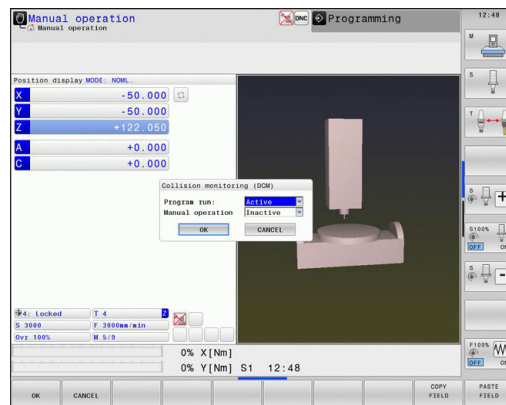 Manual operation
DNC
Programming
12:48
Manual operation
M
Position display MODE: NOML.
X -50.000
Y -50.000
Z +122.050
A +0.000
C +0.000
S
T
Collision monitoring (DCM)
Program run: Active
Manual operation Inactive
OK CANCEL
S
+
S100%
OFF ON
S
-
4: Locked T 4 Z
S 3000 F 3000mm/min
Ovr 100% M 5/9
0% X[Nm]
0% Y[Nm] S1 12:48
F100% W
OFF ON
OK CANCEL COPY FIELD PASTE FIELD